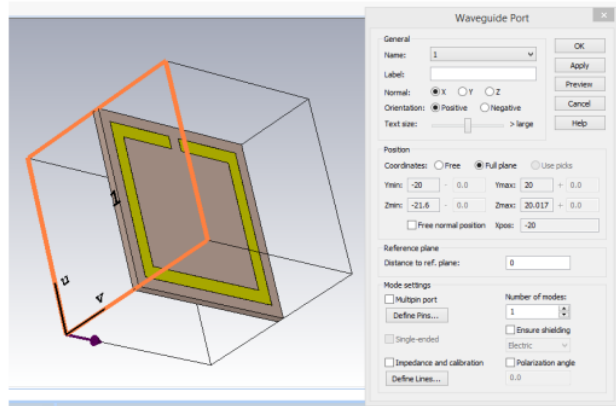 Waveguide Port
General
Name: 1
Label:
Normal: X Y Z
Orientation: Positive Negative
Text size: > large
OK
Apply
Preview
Cancel
Help
Position
Coordinates: Free Full plane Use picks
Ymin: -20 - 0.0 Ymax: 20 + 0.0
Zmin: -21.6 - 0.0 Zmax: 20.017 + 0.0
Free normal position Xpos: -20
Reference plane
Distance to ref. plane: 0
Mode settings
Multipin port Number of modes:
Define Pins... 1
Single-ended Ensure shielding
Electric
Impedance and calibration Polarization angle
Define Lines... 0.0
1
u
v